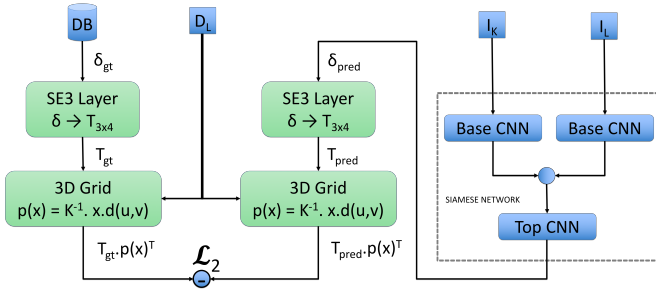 DB
D_L
I_K
I_L
δ_gt
δ_pred
SE3 Layer
δ → T_3x4
SE3 Layer
δ → T_3x4
Base CNN
Base CNN
T_gt
T_pred
3D Grid
p(x) = K⁻¹. x.d(u,v)
3D Grid
p(x) = K⁻¹. x.d(u,v)
SIAMESE NETWORK
Top CNN
T_gt.p(x)ᵀ
T_pred.p(x)ᵀ
ℒ_2
-